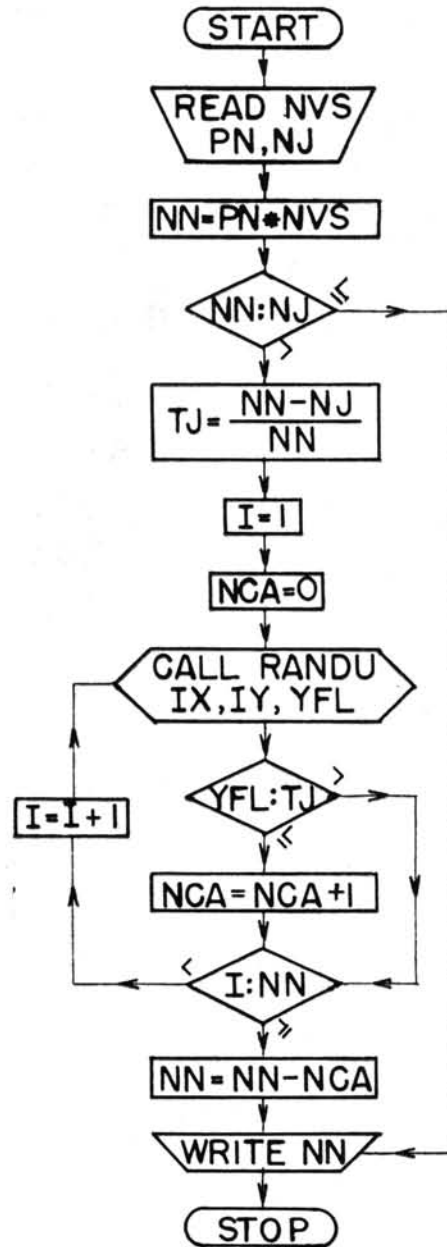 START
READ NVS
PN, NJ
NN=PN*NVS
NN:NJ
≤
>
TJ=
NN-NJ
NN
I=1
NCA=0
CALL RANDU
IX, IY, YFL
YFL:TJ
>
≤
I=I+1
NCA=NCA+1
<
I:NN
≥
NN=NN-NCA
WRITE NN
STOP